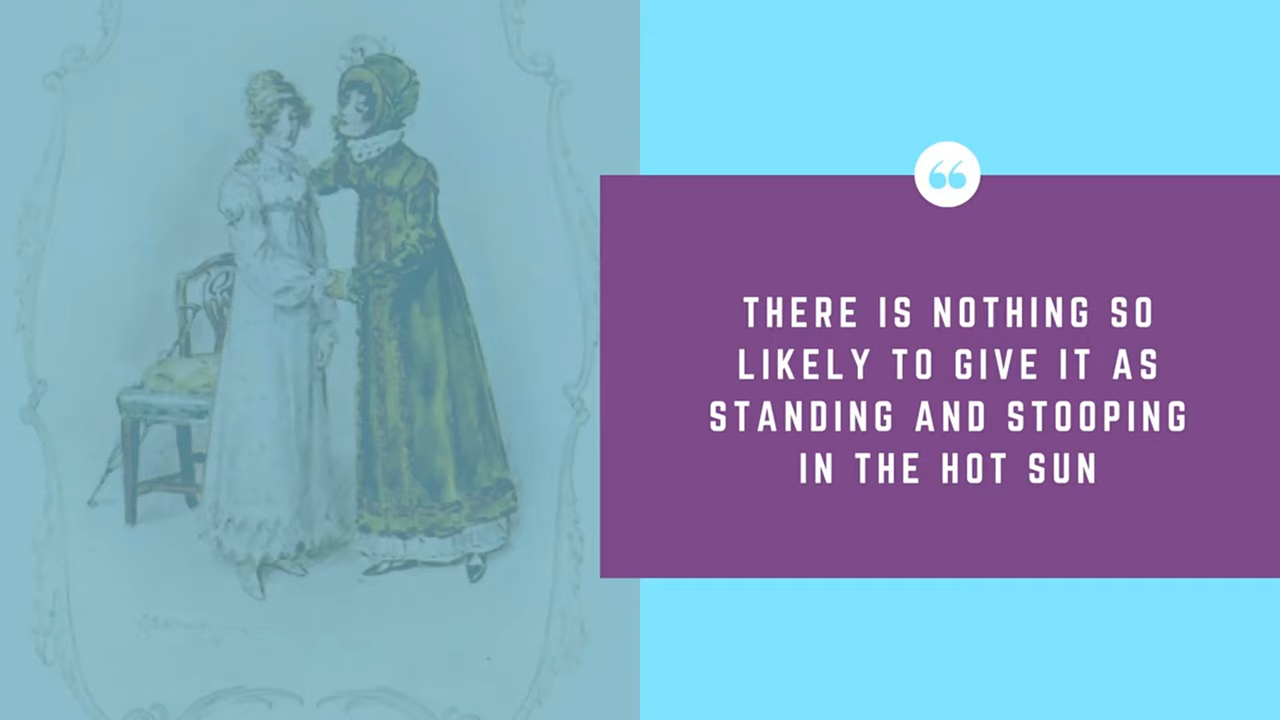 “
THERE IS NOTHING SO
LIKELY TO GIVE IT AS
STANDING AND STOOPING
IN THE HOT SUN